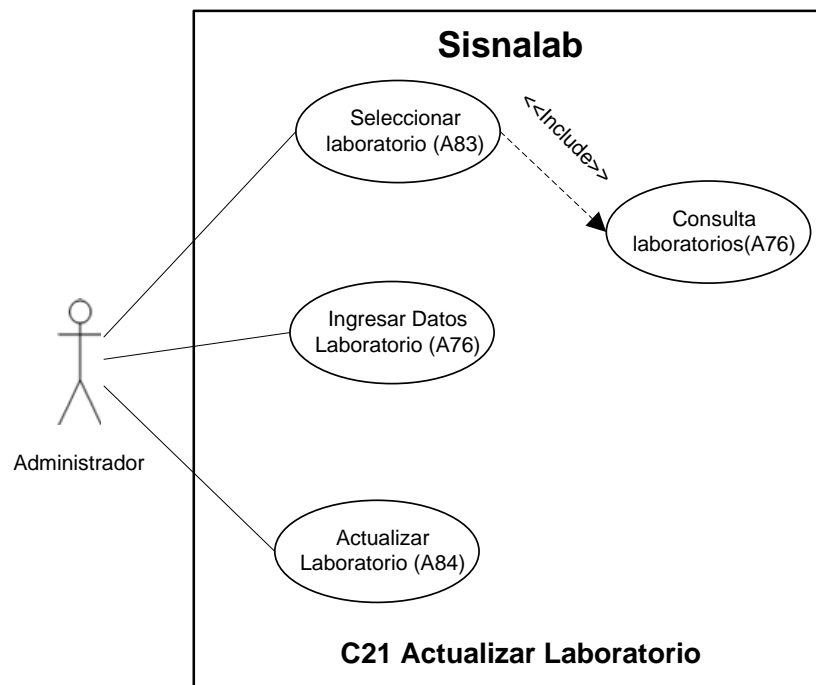 Sisnalab
Seleccionar
laboratorio (A83)
<<Include>>
Consulta
laboratorios(A76)
Ingresar Datos
Laboratorio (A76)
Administrador
Actualizar
Laboratorio (A84)
C21 Actualizar Laboratorio